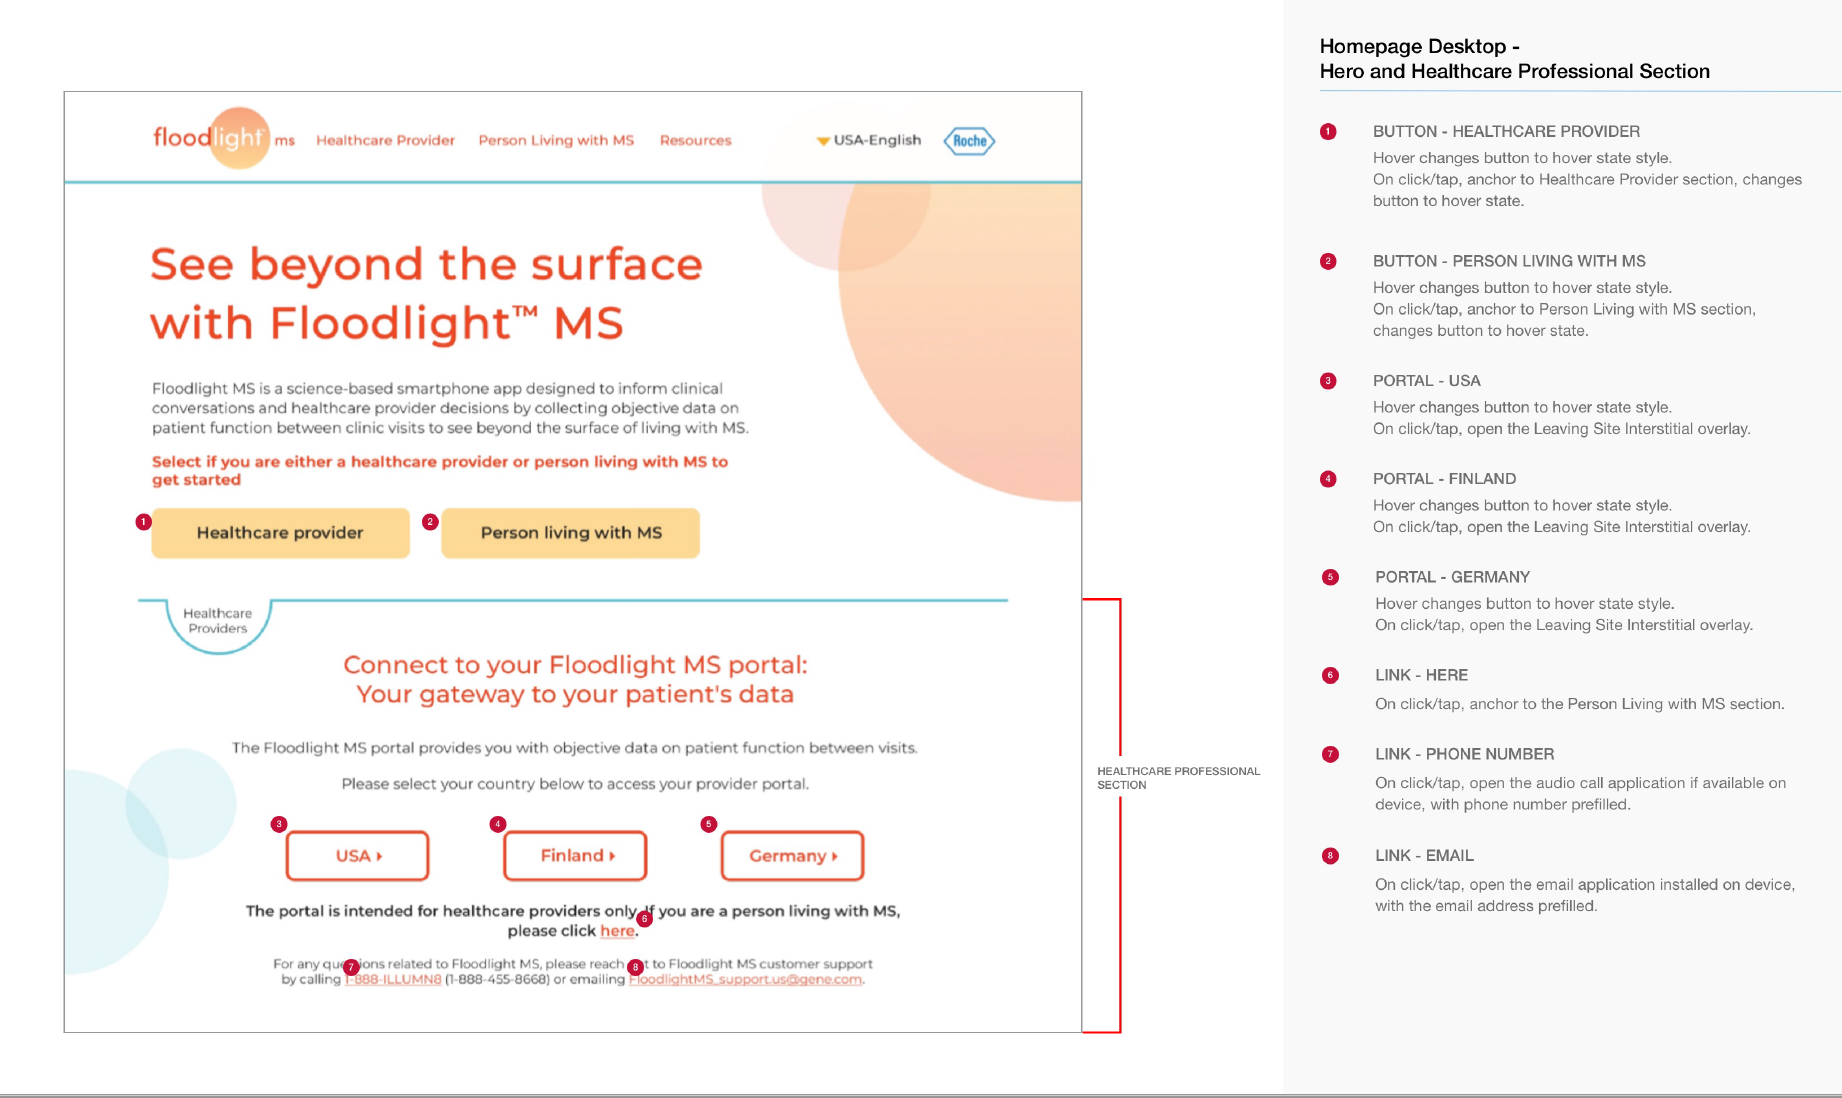 floodlight ms Healthcare Provider Person Living with MS Resources USA-English Roche
See beyond the surface
with Floodlight™ MS
Floodlight MS is a science-based smartphone app designed to inform clinical
conversations and healthcare provider decisions by collecting objective data on
patient function between clinic visits to see beyond the surface of living with MS.
Select if you are either a healthcare provider or person living with MS to
get started
1 Healthcare provider 2 Person living with MS
Healthcare
Providers
Connect to your Floodlight MS portal:
Your gateway to your patient's data
The Floodlight MS portal provides you with objective data on patient function between visits.
Please select your country below to access your provider portal.
3 USA 4 Finland 5 Germany
The portal is intended for healthcare providers only. If you are a person living with MS,
6
please click here.
For any questions related to Floodlight MS, please reach out to Floodlight MS customer support
7 8
by calling 1-888-ILLUMN8 (1-888-455-8668) or emailing FloodlightMS_support.us@gene.com.
HEALTHCARE PROFESSIONAL
SECTION
Homepage Desktop -
Hero and Healthcare Professional Section
1 BUTTON - HEALTHCARE PROVIDER
Hover changes button to hover state style.
On click/tap, anchor to Healthcare Provider section, changes
button to hover state.
2 BUTTON - PERSON LIVING WITH MS
Hover changes button to hover state style.
On click/tap, anchor to Person Living with MS section,
changes button to hover state.
3 PORTAL - USA
Hover changes button to hover state style.
On click/tap, open the Leaving Site Interstitial overlay.
4 PORTAL - FINLAND
Hover changes button to hover state style.
On click/tap, open the Leaving Site Interstitial overlay.
5 PORTAL - GERMANY
Hover changes button to hover state style.
On click/tap, open the Leaving Site Interstitial overlay.
6 LINK - HERE
On click/tap, anchor to the Person Living with MS section.
7 LINK - PHONE NUMBER
On click/tap, open the audio call application if available on
device, with phone number prefilled.
8 LINK - EMAIL
On click/tap, open the email application installed on device,
with the email address prefilled.